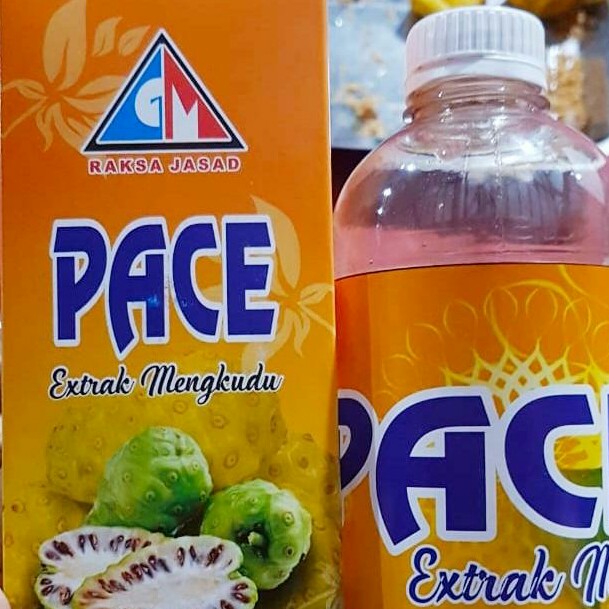 GM
RAKSA JASAD
PACE
Extrak Mengkudu
PAC
Extrak M